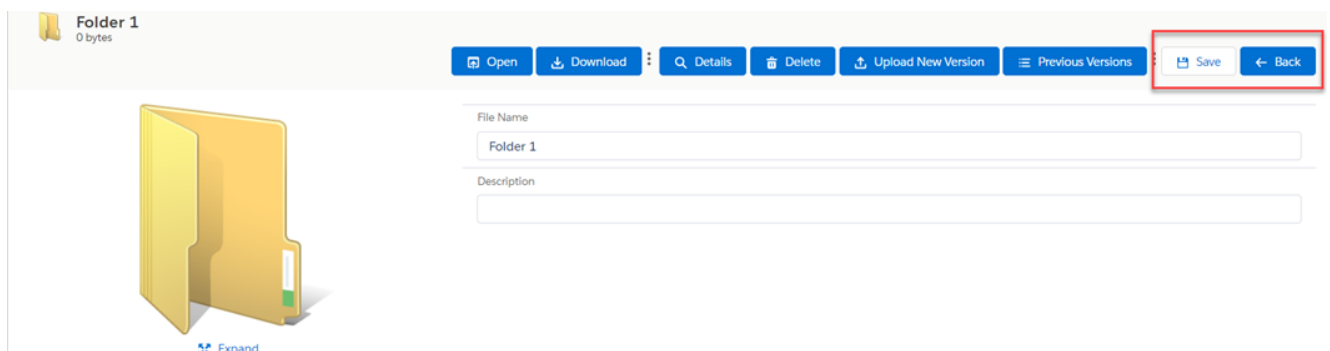 Folder 1
0 bytes
Open Download Details Delete Upload New Version Previous Versions Save Back
File Name
Folder 1
Description
Expand